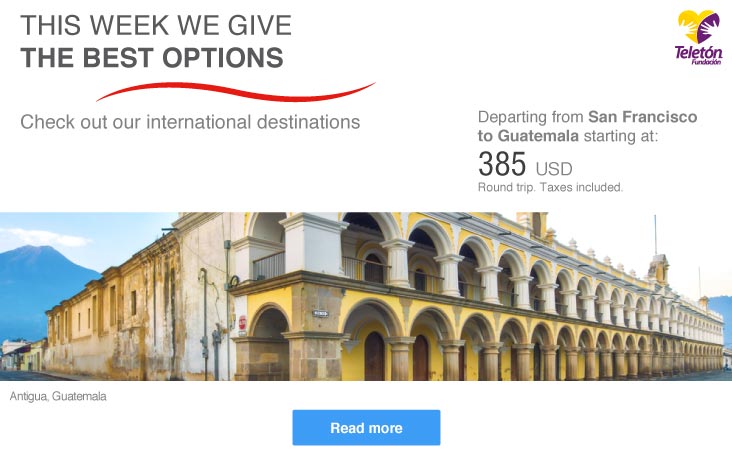 THIS WEEK WE GIVE
THE BEST OPTIONS
Teletón
Fundación
Check out our international destinations
Departing from San Francisco
to Guatemala starting at:
385 USD
Round trip. Taxes included.
Antigua, Guatemala
Read more